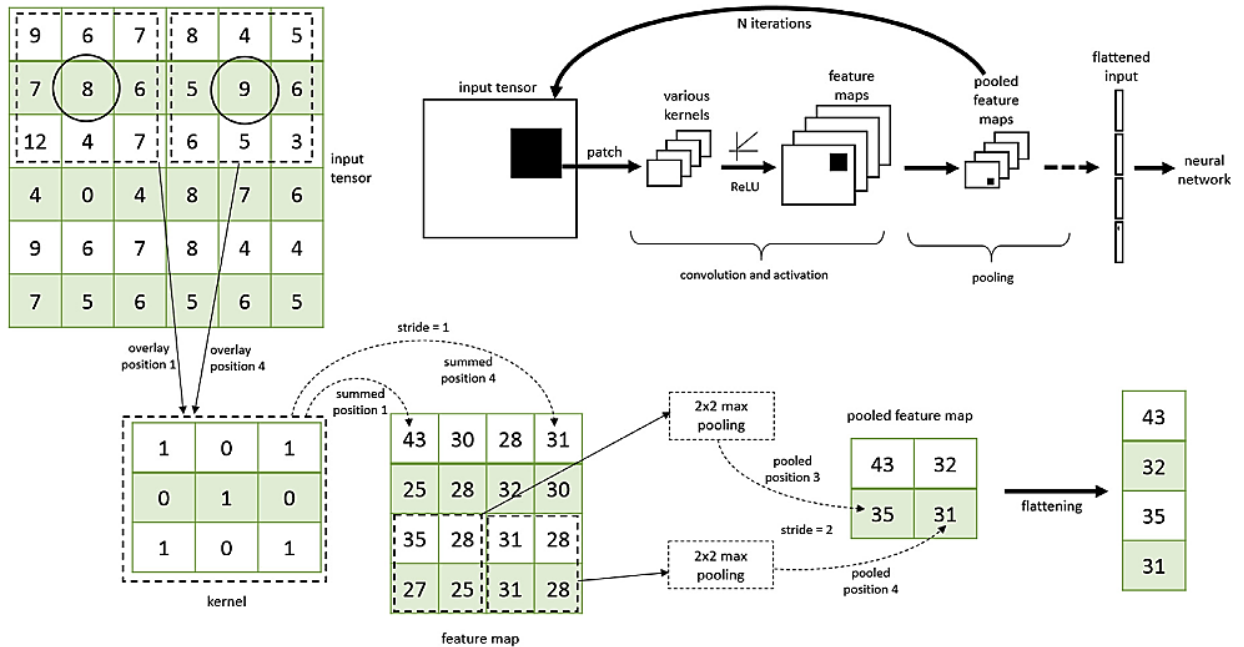 9 6 7 8 4 5
7 8 6 5 9 6
12 4 7 6 5 3
4 0 4 8 7 6
9 6 7 8 4 4
7 5 6 5 6 5
input
tensor
N iterations
input tensor
patch
various
kernels
ReLU
feature
maps
pooled
feature
maps
flattened
input
neural
network
convolution and activation
pooling
overlay
position 1
overlay
position 4
stride = 1
summed
position 1
summed
position 4
1 0 1
0 1 0
1 0 1
kernel
43 30 28 31
25 28 32 30
35 28 31 28
27 25 31 28
feature map
2x2 max
pooling
pooled
position 3
2x2 max
pooling
stride = 2
pooled
position 4
pooled feature map
43 32
35 31
flattening
43
32
35
31